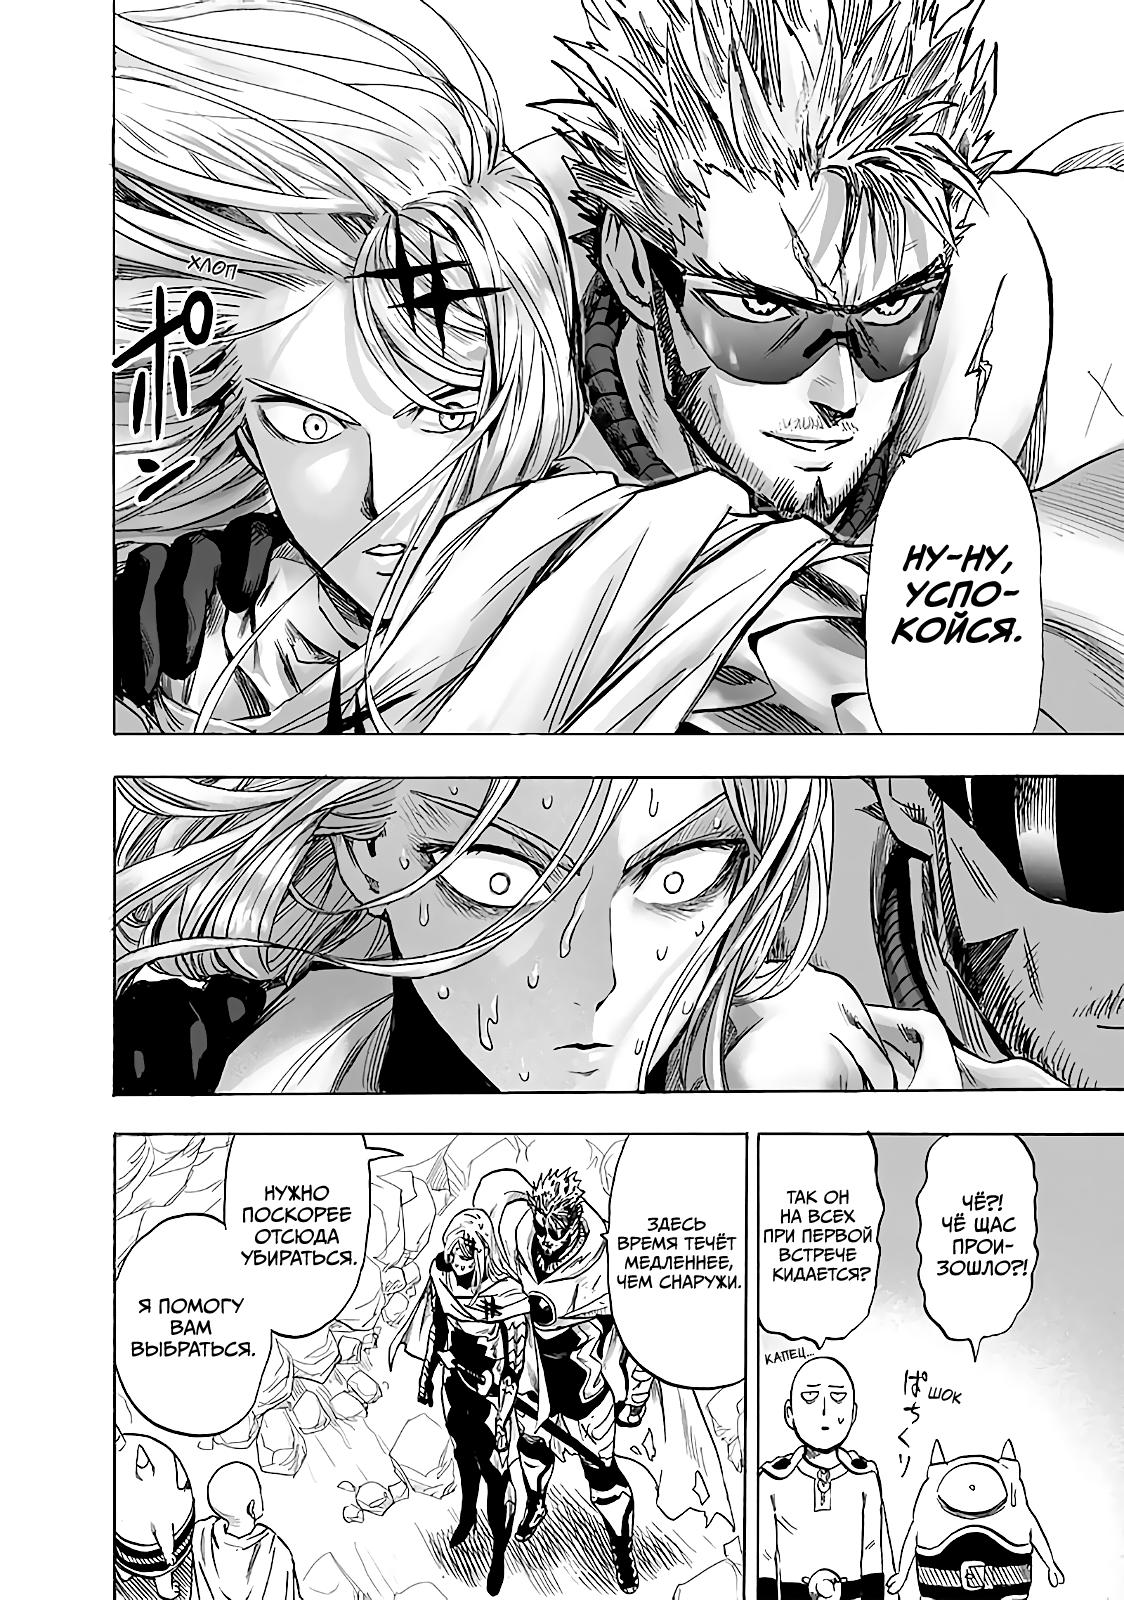 ХЛОП
ポン
НУ-НУ,
УСПО-
КОЙСЯ.
ЧЁ?!
ЧЁ ЩАС
ПРОИ-
ЗОШЛО?!
ТАК ОН
НА ВСЕХ
ПРИ ПЕРВОЙ
ВСТРЕЧЕ
КИДАЕТСЯ?
КАПЕЦ...
ぱちくり
ШОК
ЗДЕСЬ
ВРЕМЯ ТЕЧЁТ
МЕДЛЕННЕЕ,
ЧЕМ СНАРУЖИ.
НУЖНО
ПОСКОРЕЕ
ОТСЮДА
УБИРАТЬСЯ.
Я ПОМОГУ
ВАМ
ВЫБРАТЬСЯ.